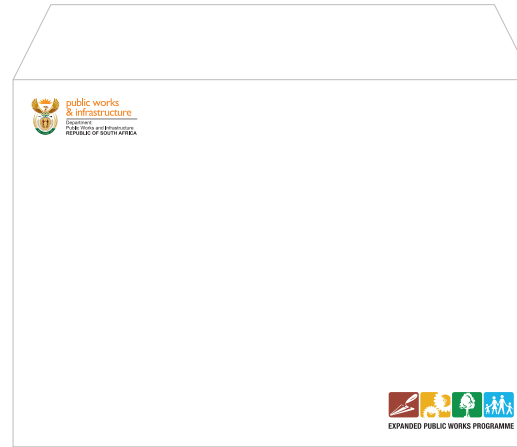 public works
& infrastructure
Department:
Public Works and Infrastructure
REPUBLIC OF SOUTH AFRICA
EXPANDED PUBLIC WORKS PROGRAMME